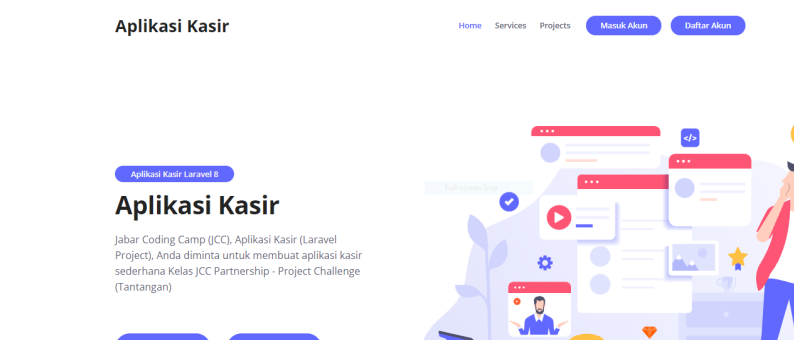 Aplikasi Kasir
Home Services Projects Masuk Akun Daftar Akun
Aplikasi Kasir Laravel 8
Aplikasi Kasir
Jabar Coding Camp (JCC), Aplikasi Kasir (Laravel
Project), Anda diminta untuk membuat aplikasi kasir
sederhana Kelas JCC Partnership - Project Challenge
(Tantangan)
</>